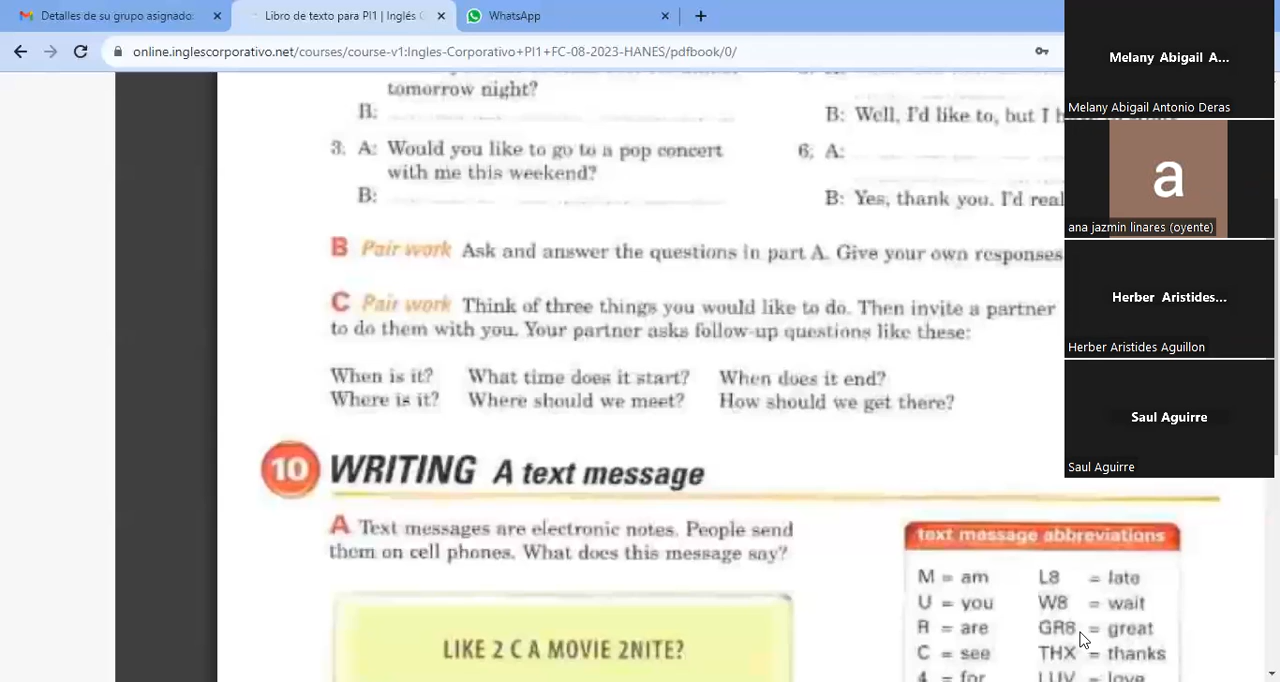 Detalles de su grupo asignado:
Libro de texto para PI1 | Inglés C
WhatsApp
online.inglescorporativo.net/courses/course-v1:Ingles-Corporativo+PI1+FC-08-2023-HANES/pdfbook/0/
tomorrow night?
B:
B: Well, I'd like to, but I h
3. A: Would you like to go to a pop concert
with me this weekend?
B:
6. A:
B: Yes, thank you. I'd real
B Pair work Ask and answer the questions in part A. Give your own responses
C Pair work Think of three things you would like to do. Then invite a partner
to do them with you. Your partner asks follow-up questions like these:
When is it? What time does it start? When does it end?
Where is it? Where should we meet? How should we get there?
10 WRITING A text message
A Text messages are electronic notes. People send
them on cell phones. What does this message say?
LIKE 2 C A MOVIE 2NITE?
text message abbreviations
M = am L8 = late
U = you W8 = wait
R = are GR8 = great
C = see THX = thanks
4 = for LUV = love
Melany Abigail A...
Melany Abigail Antonio Deras
a
ana jazmin linares (oyente)
Herber Aristides...
Herber Aristides Aguillon
Saul Aguirre
Saul Aguirre